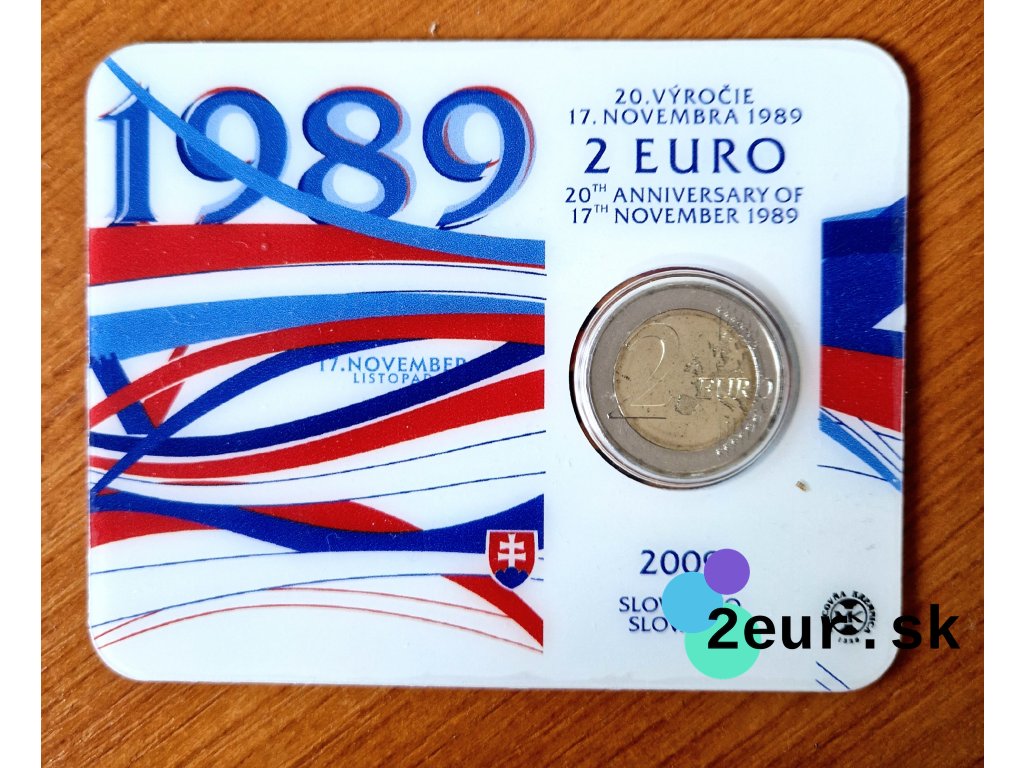 1989
20. VÝROČIE
17. NOVEMBRA 1989
2 EURO
20TH ANNIVERSARY OF
17TH NOVEMBER 1989
17. NOVEMBER
2 EURO
2eur.sk